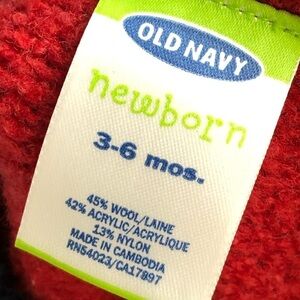 OLD NAVY
newborn
3-6 mos.
45% WOOL/LAINE
42% ACRYLIC/ACRYLIQUE
13% NYLON
MADE IN CAMBODIA
RN54023/CA17897